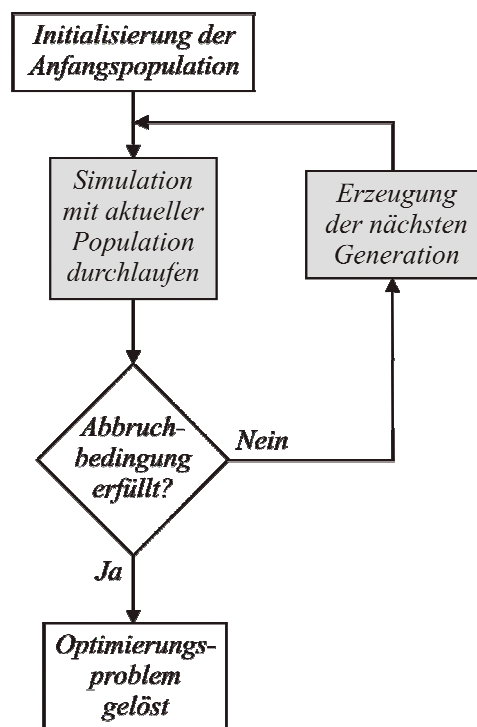 Initialisierung der
Anfangspopulation
Simulation
mit aktueller
Population
durchlaufen
Erzeugung
der nächsten
Generation
Abbruch-
bedingung
erfüllt?
Nein
Ja
Optimierungs-
problem
gelöst